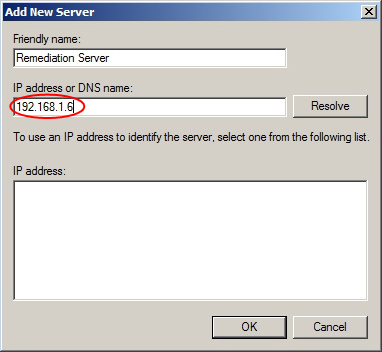 Add New Server
Friendly name:
Remediation Server
IP address or DNS name:
192.168.1.6
Resolve
To use an IP address to identify the server, select one from the following list.
IP address:
OK
Cancel